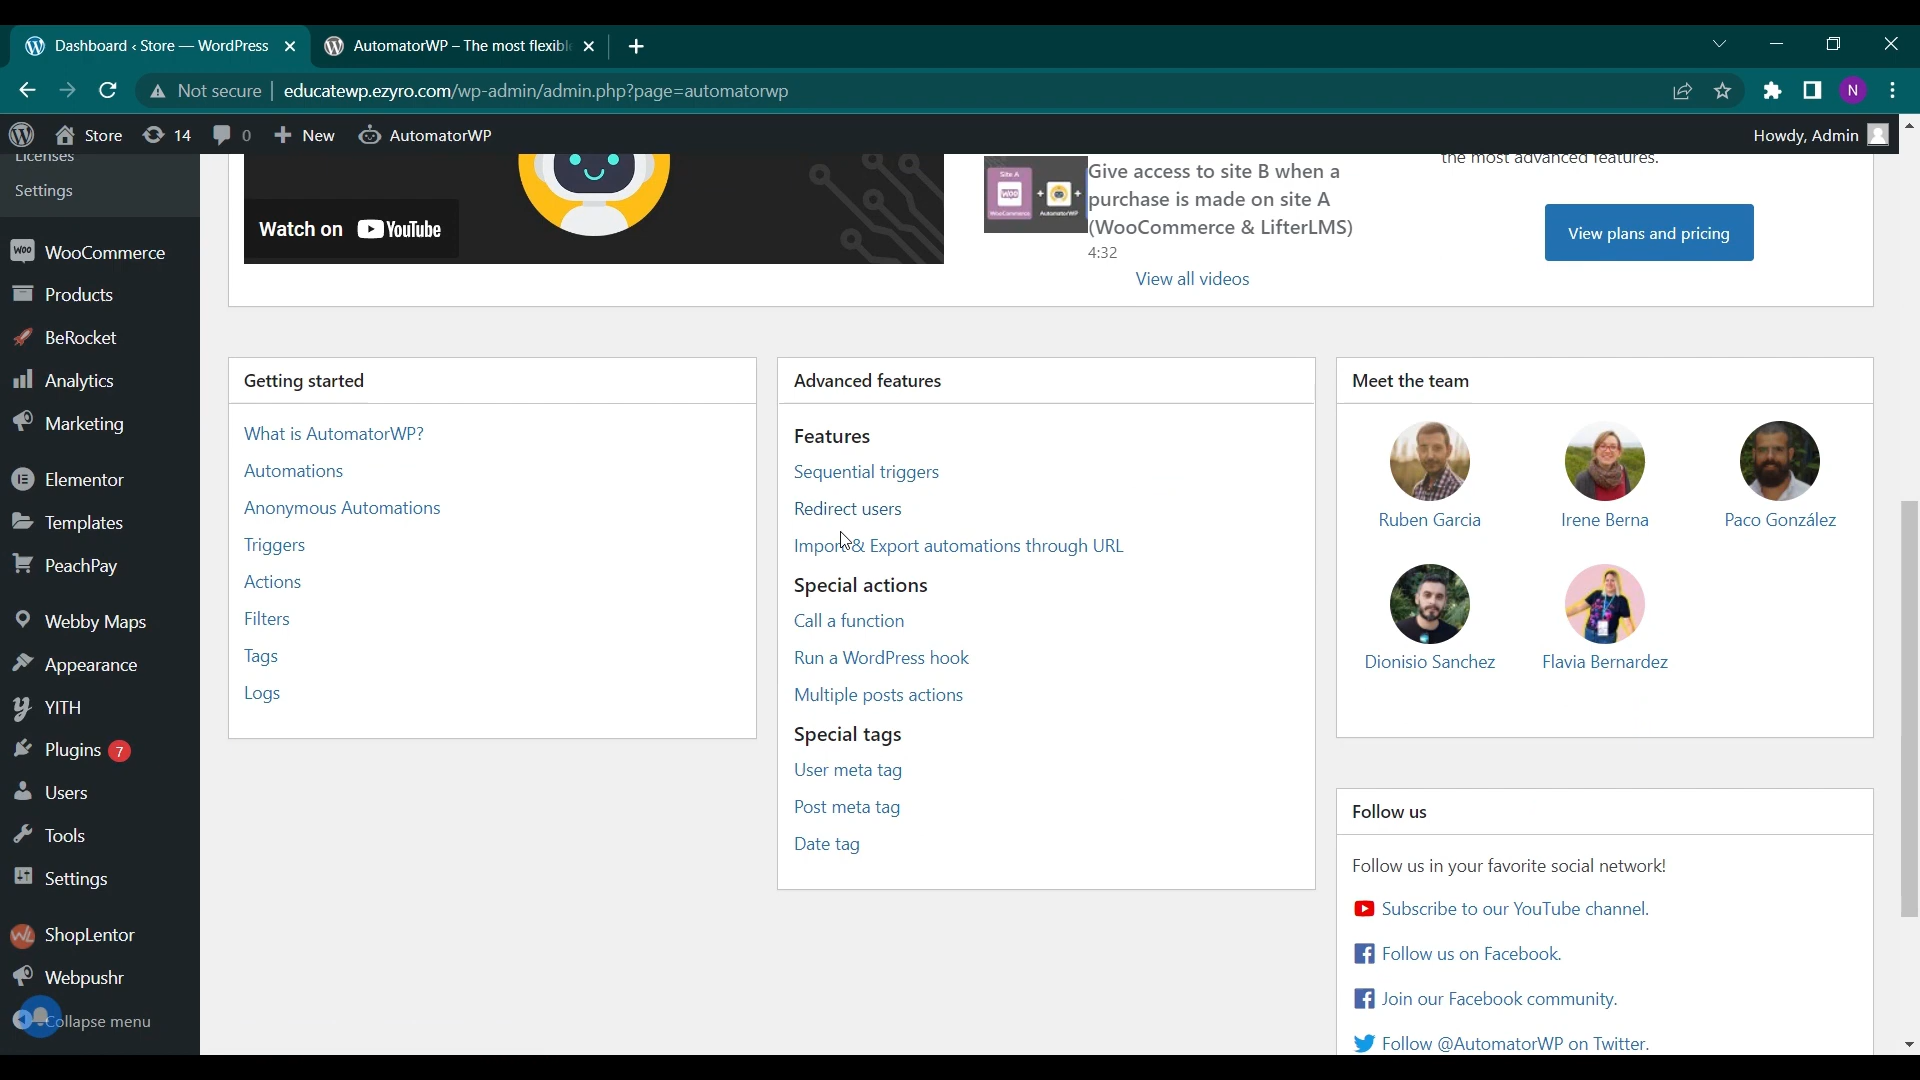 Dashboard ‹ Store — WordPress
AutomatorWP – The most flexibl
Not secure
educatewp.ezyro.com/wp-admin/admin.php?page=automatorwp
N
Store
14
0
New
AutomatorWP
Howdy, Admin
Licenses
Settings
WooCommerce
Products
BeRocket
Analytics
Marketing
Elementor
Templates
PeachPay
Webby Maps
Appearance
YITH
Plugins 7
Users
Tools
Settings
ShopLentor
Webpushr
Collapse menu
Watch on YouTube
Site A
Woo
WooCommerce
AutomatorWP
Give access to site B when a
purchase is made on site A
(WooCommerce & LifterLMS)
4:32
View all videos
the most advanced features.
View plans and pricing
Getting started
What is AutomatorWP?
Automations
Anonymous Automations
Triggers
Actions
Filters
Tags
Logs
Advanced features
Features
Sequential triggers
Redirect users
Import & Export automations through URL
Special actions
Call a function
Run a WordPress hook
Multiple posts actions
Special tags
User meta tag
Post meta tag
Date tag
Meet the team
Ruben Garcia
Irene Berna
Paco González
Dionisio Sanchez
Flavia Bernardez
Follow us
Follow us in your favorite social network!
Subscribe to our YouTube channel.
Follow us on Facebook.
Join our Facebook community.
Follow @AutomatorWP on Twitter.